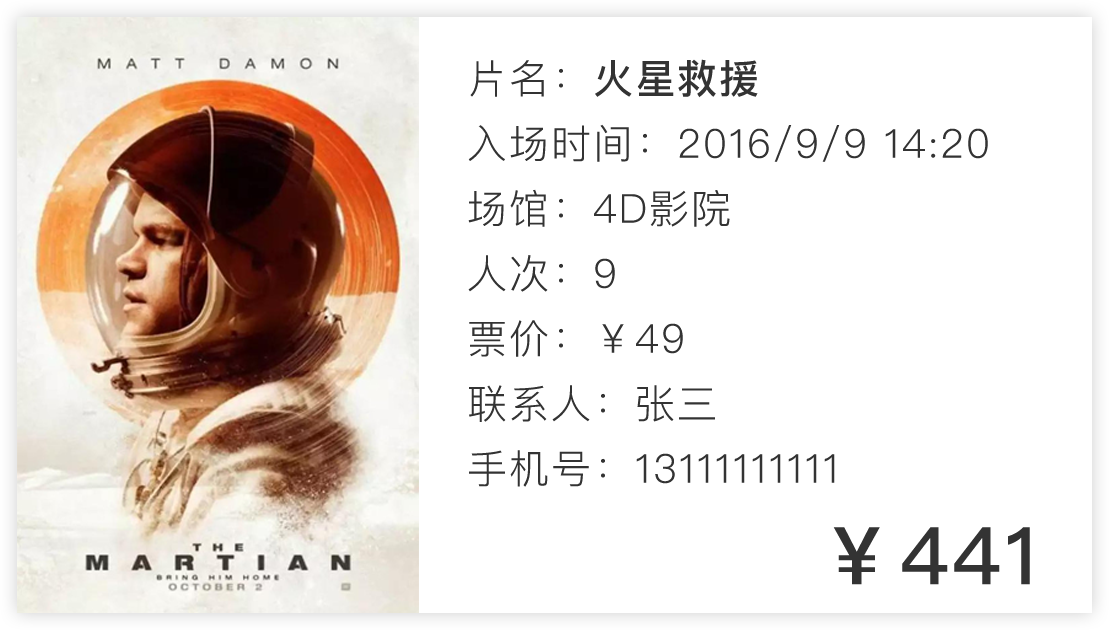 MATT DAMON
THE
MARTIAN
BRING HIM HOME
OCTOBER 2
片名：火星救援
入场时间：2016/9/9 14:20
场馆：4D影院
人次：9
票价：￥49
联系人：张三
手机号：13111111111
￥441